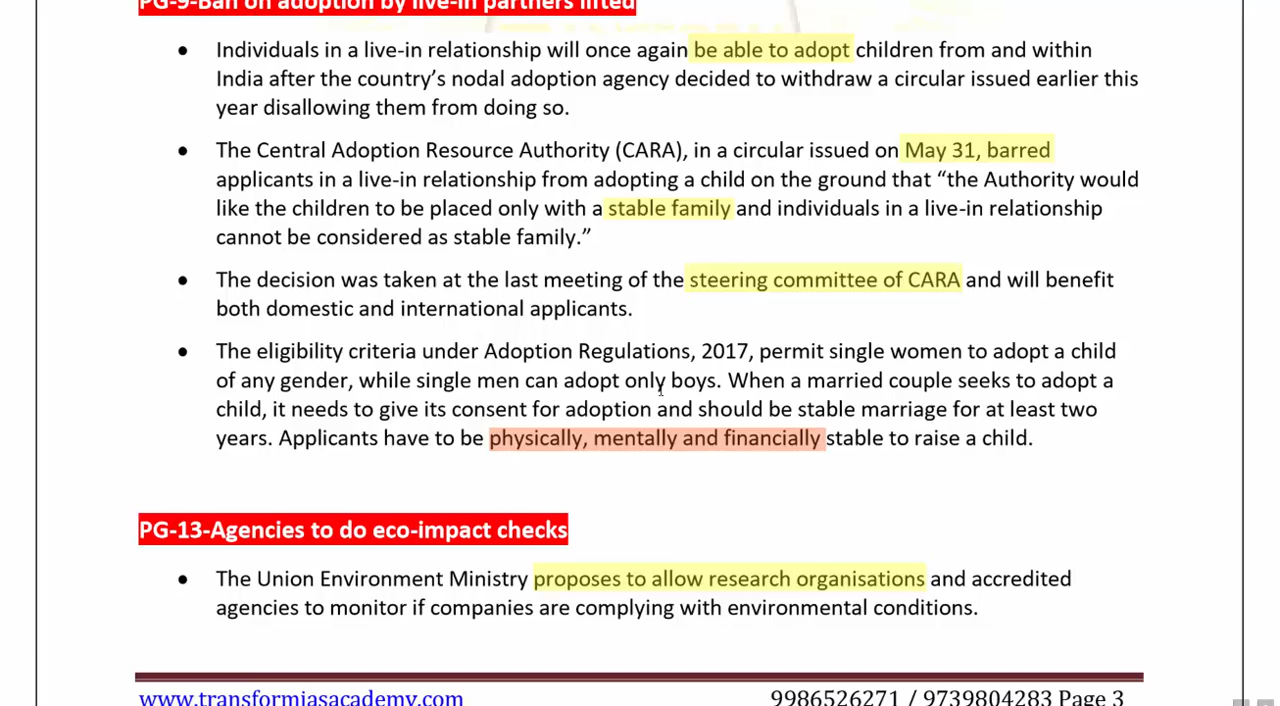 PG-9-Ban on adoption by live-in partners lifted
• Individuals in a live-in relationship will once again be able to adopt children from and within
India after the country’s nodal adoption agency decided to withdraw a circular issued earlier this
year disallowing them from doing so.
• The Central Adoption Resource Authority (CARA), in a circular issued on May 31, barred
applicants in a live-in relationship from adopting a child on the ground that “the Authority would
like the children to be placed only with a stable family and individuals in a live-in relationship
cannot be considered as stable family.”
• The decision was taken at the last meeting of the steering committee of CARA and will benefit
both domestic and international applicants.
• The eligibility criteria under Adoption Regulations, 2017, permit single women to adopt a child
of any gender, while single men can adopt only boys. When a married couple seeks to adopt a
child, it needs to give its consent for adoption and should be stable marriage for at least two
years. Applicants have to be physically, mentally and financially stable to raise a child.
PG-13-Agencies to do eco-impact checks
• The Union Environment Ministry proposes to allow research organisations and accredited
agencies to monitor if companies are complying with environmental conditions.
www.transformiasacademy.com 9986526271 / 9739804283 Page 3